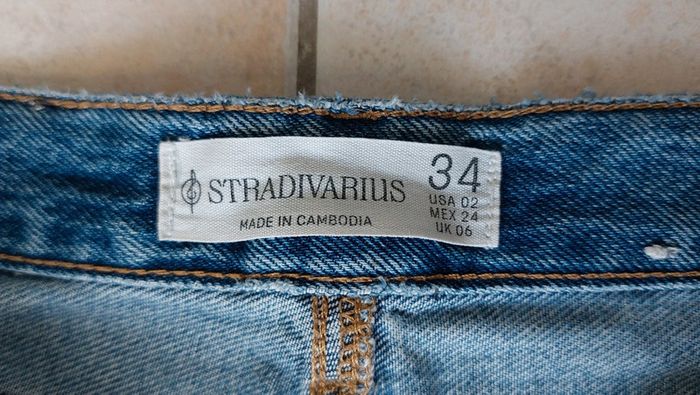 STRADIVARIUS
MADE IN CAMBODIA
34
USA 02
MEX 24
UK 06